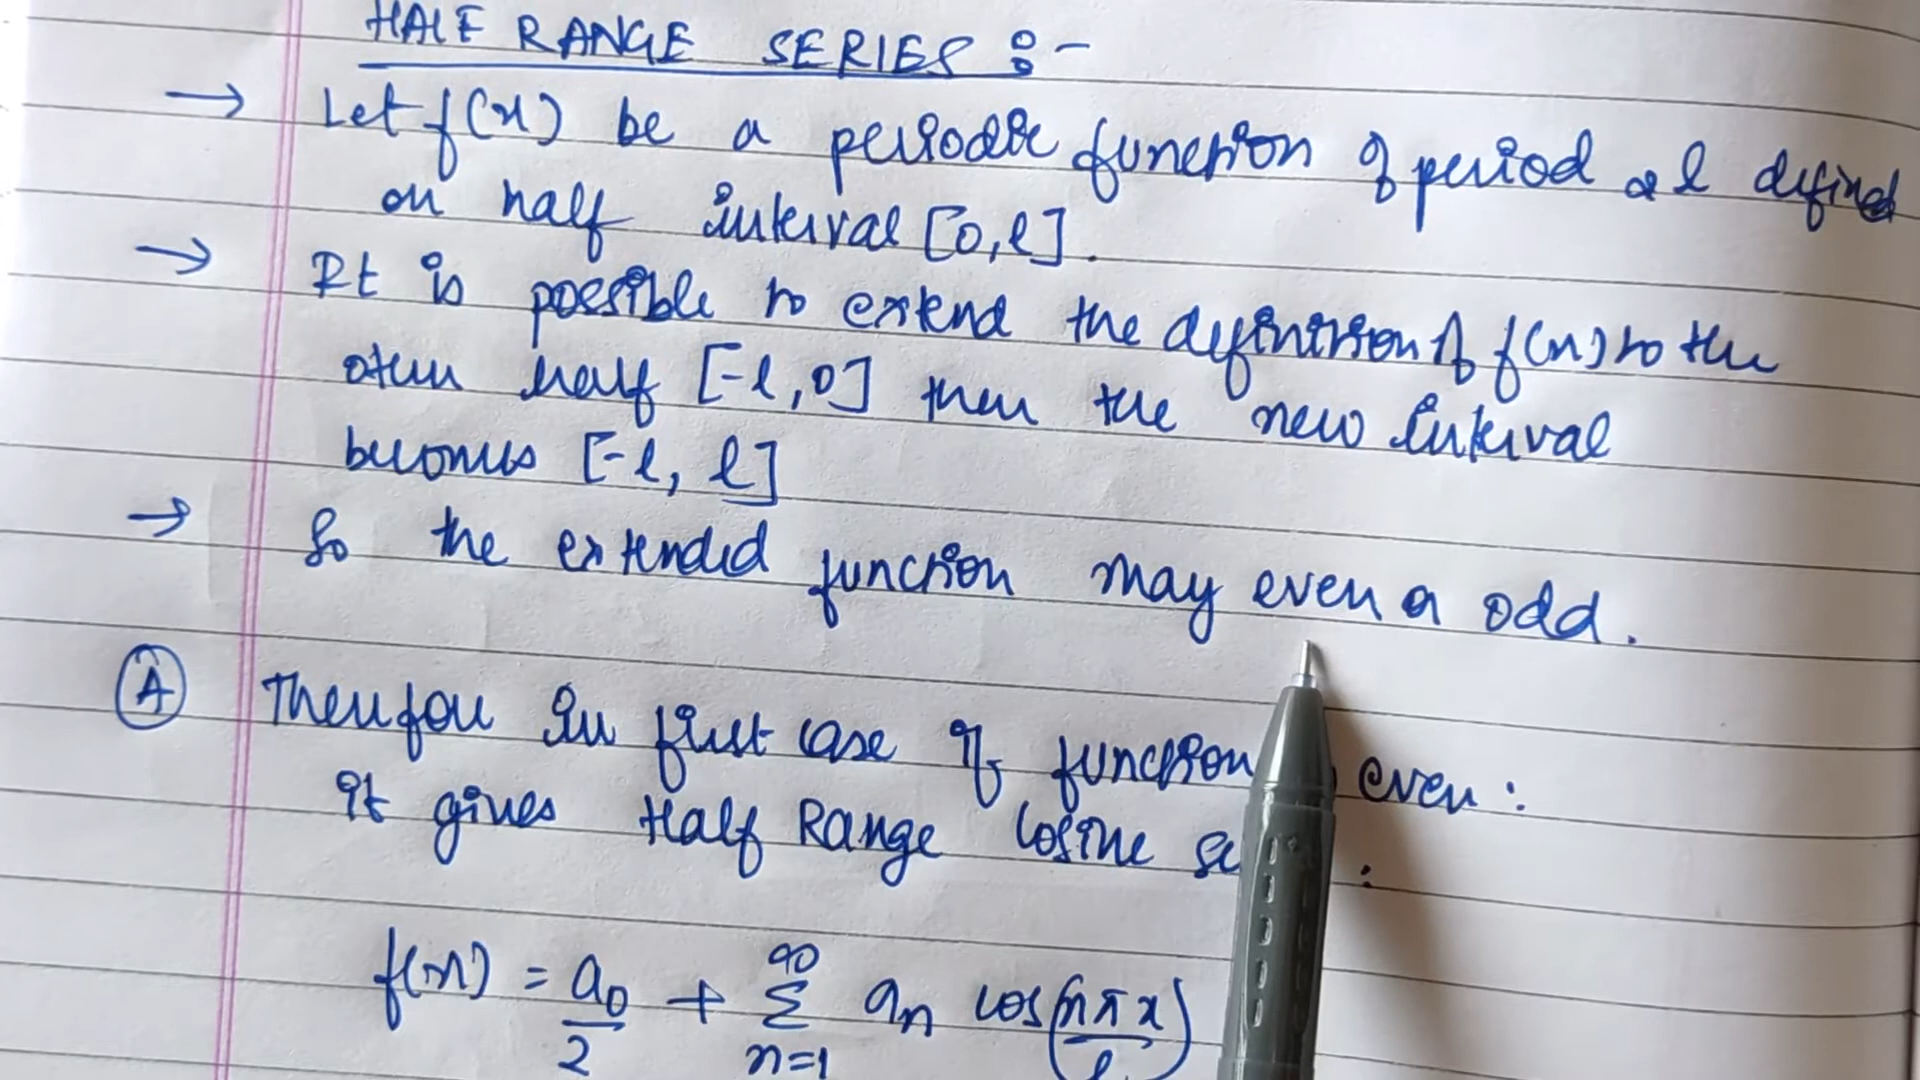 HALF RANGE SERIES :-
→ Let f(x) be a periodic function of period 2l defined
on half interval [0,l].
→ It is possible to extend the definition of f(x) to the
other half [-l,0] then the new interval
becomes [-l, l]
→ So the extended function may even or odd.
(A) Therefore in first case if function even:
it gives Half Range Cosine se :
f(x) = a₀/2 + ∞ Σ n=1 aₙ cos(nπx/l)